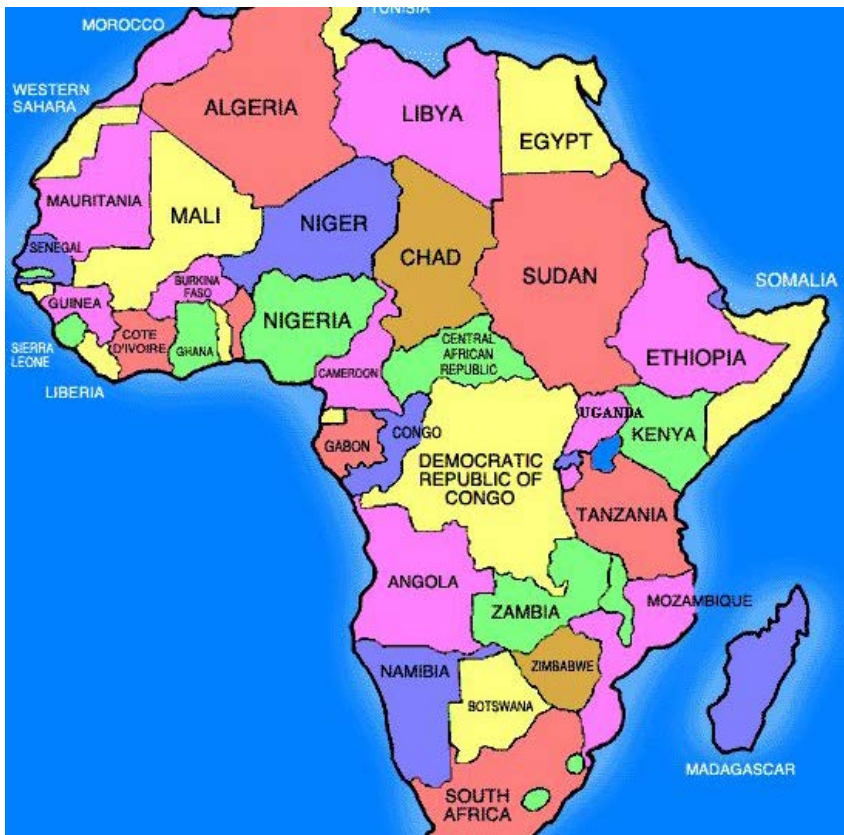 TUNISIA
MOROCCO
WESTERN
SAHARA
ALGERIA
LIBYA
EGYPT
MAURITANIA
MALI
NIGER
CHAD
SUDAN
SENEGAL
BURKINA
FASO
GUINEA
NIGERIA
SOMALIA
SIERRA
LEONE
COTE
D'IVOIRE
GHANA
CENTRAL
AFRICAN
REPUBLIC
ETHIOPIA
LIBERIA
CAMEROON
UGANDA
KENYA
GABON
CONGO
DEMOCRATIC
REPUBLIC OF
CONGO
TANZANIA
ANGOLA
ZAMBIA
MOZAMBIQUE
NAMIBIA
ZIMBABWE
BOTSWANA
MADAGASCAR
SOUTH
AFRICA